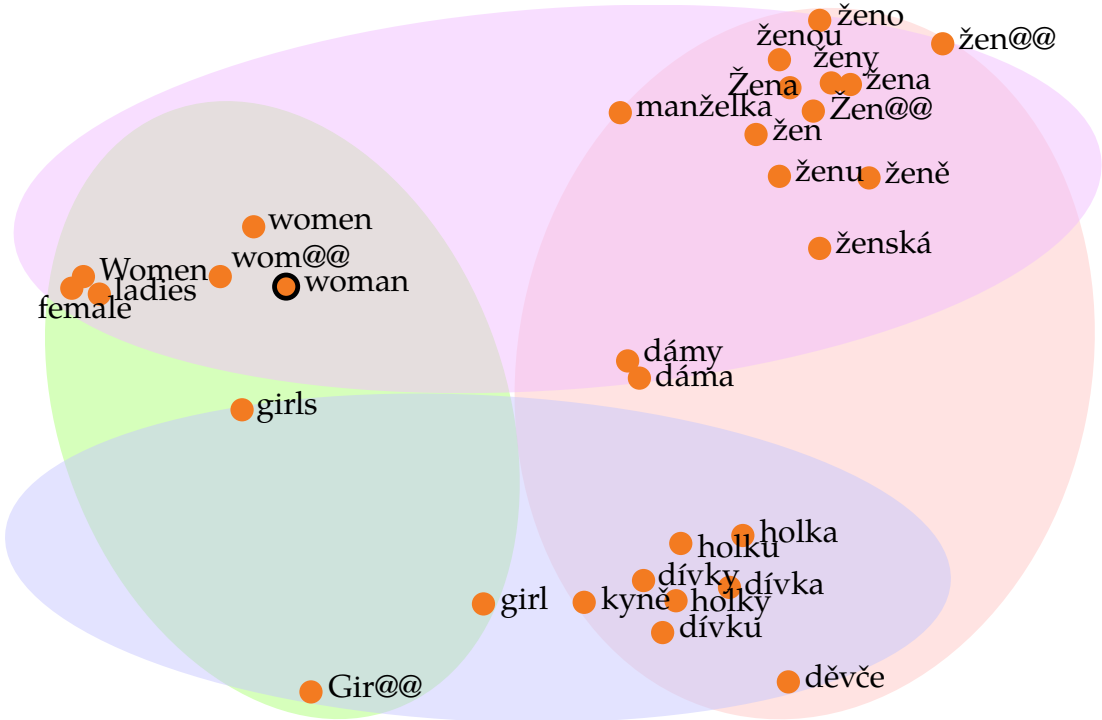 ženo
ženou
žen@@
ženy
Žena
žena
manželka
Žen@@
žen
ženu
ženě
women
ženská
wom@@
Women
woman
ladies
female
dámy
dáma
girls
holka
holku
dívky
dívka
girl
kyně
holky
dívku
Gir@@
děvče